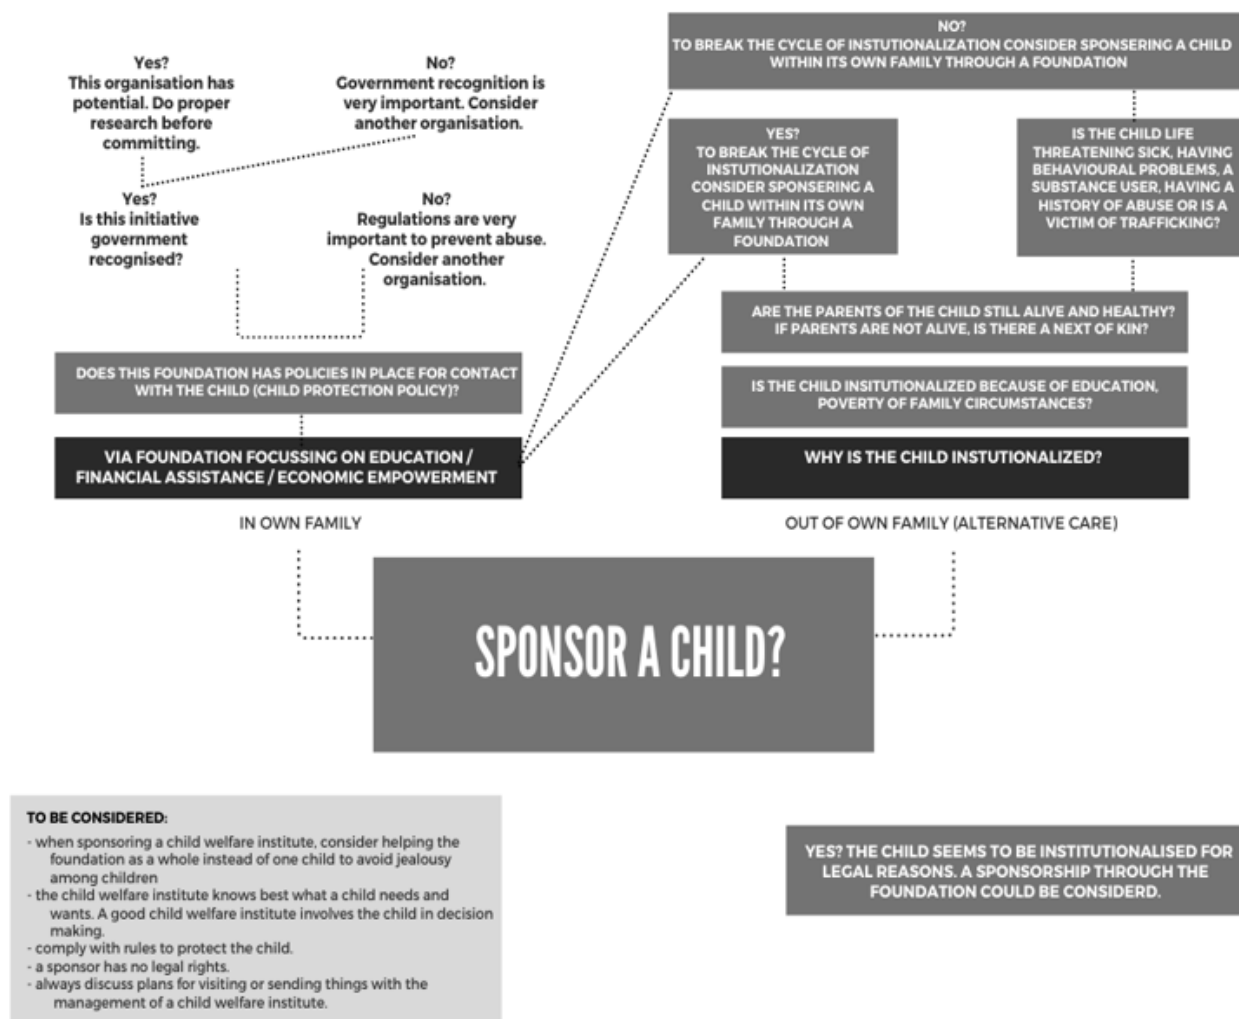 Yes?
This organisation has
potential. Do proper
research before
committing.
No?
Government recognition is
very important. Consider
another organisation.
Yes?
Is this initiative
government
recognised?
No?
Regulations are very
important to prevent abuse.
Consider another
organisation.
DOES THIS FOUNDATION HAS POLICIES IN PLACE FOR CONTACT
WITH THE CHILD (CHILD PROTECTION POLICY)?
VIA FOUNDATION FOCUSSING ON EDUCATION /
FINANCIAL ASSISTANCE / ECONOMIC EMPOWERMENT
IN OWN FAMILY
NO?
TO BREAK THE CYCLE OF INSTUTIONALIZATION CONSIDER SPONSERING A CHILD
WITHIN ITS OWN FAMILY THROUGH A FOUNDATION
YES?
TO BREAK THE CYCLE OF
INSTUTIONALIZATION
CONSIDER SPONSERING A
CHILD WITHIN ITS OWN
FAMILY THROUGH A
FOUNDATION
IS THE CHILD LIFE
THREATENING SICK, HAVING
BEHAVIOURAL PROBLEMS, A
SUBSTANCE USER, HAVING A
HISTORY OF ABUSE OR IS A
VICTIM OF TRAFFICKING?
ARE THE PARENTS OF THE CHILD STILL ALIVE AND HEALTHY?
IF PARENTS ARE NOT ALIVE, IS THERE A NEXT OF KIN?
IS THE CHILD INSITUTIONALIZED BECAUSE OF EDUCATION,
POVERTY OF FAMILY CIRCUMSTANCES?
WHY IS THE CHILD INSTUTIONALIZED?
OUT OF OWN FAMILY (ALTERNATIVE CARE)
SPONSOR A CHILD?
TO BE CONSIDERED:
- when sponsoring a child welfare institute, consider helping the
foundation as a whole instead of one child to avoid jealousy
among children
- the child welfare institute knows best what a child needs and
wants. A good child welfare institute involves the child in decision
making.
- comply with rules to protect the child.
- a sponsor has no legal rights.
- always discuss plans for visiting or sending things with the
management of a child welfare institute.
YES? THE CHILD SEEMS TO BE INSTITUTIONALISED FOR
LEGAL REASONS. A SPONSORSHIP THROUGH THE
FOUNDATION COULD BE CONSIDERD.